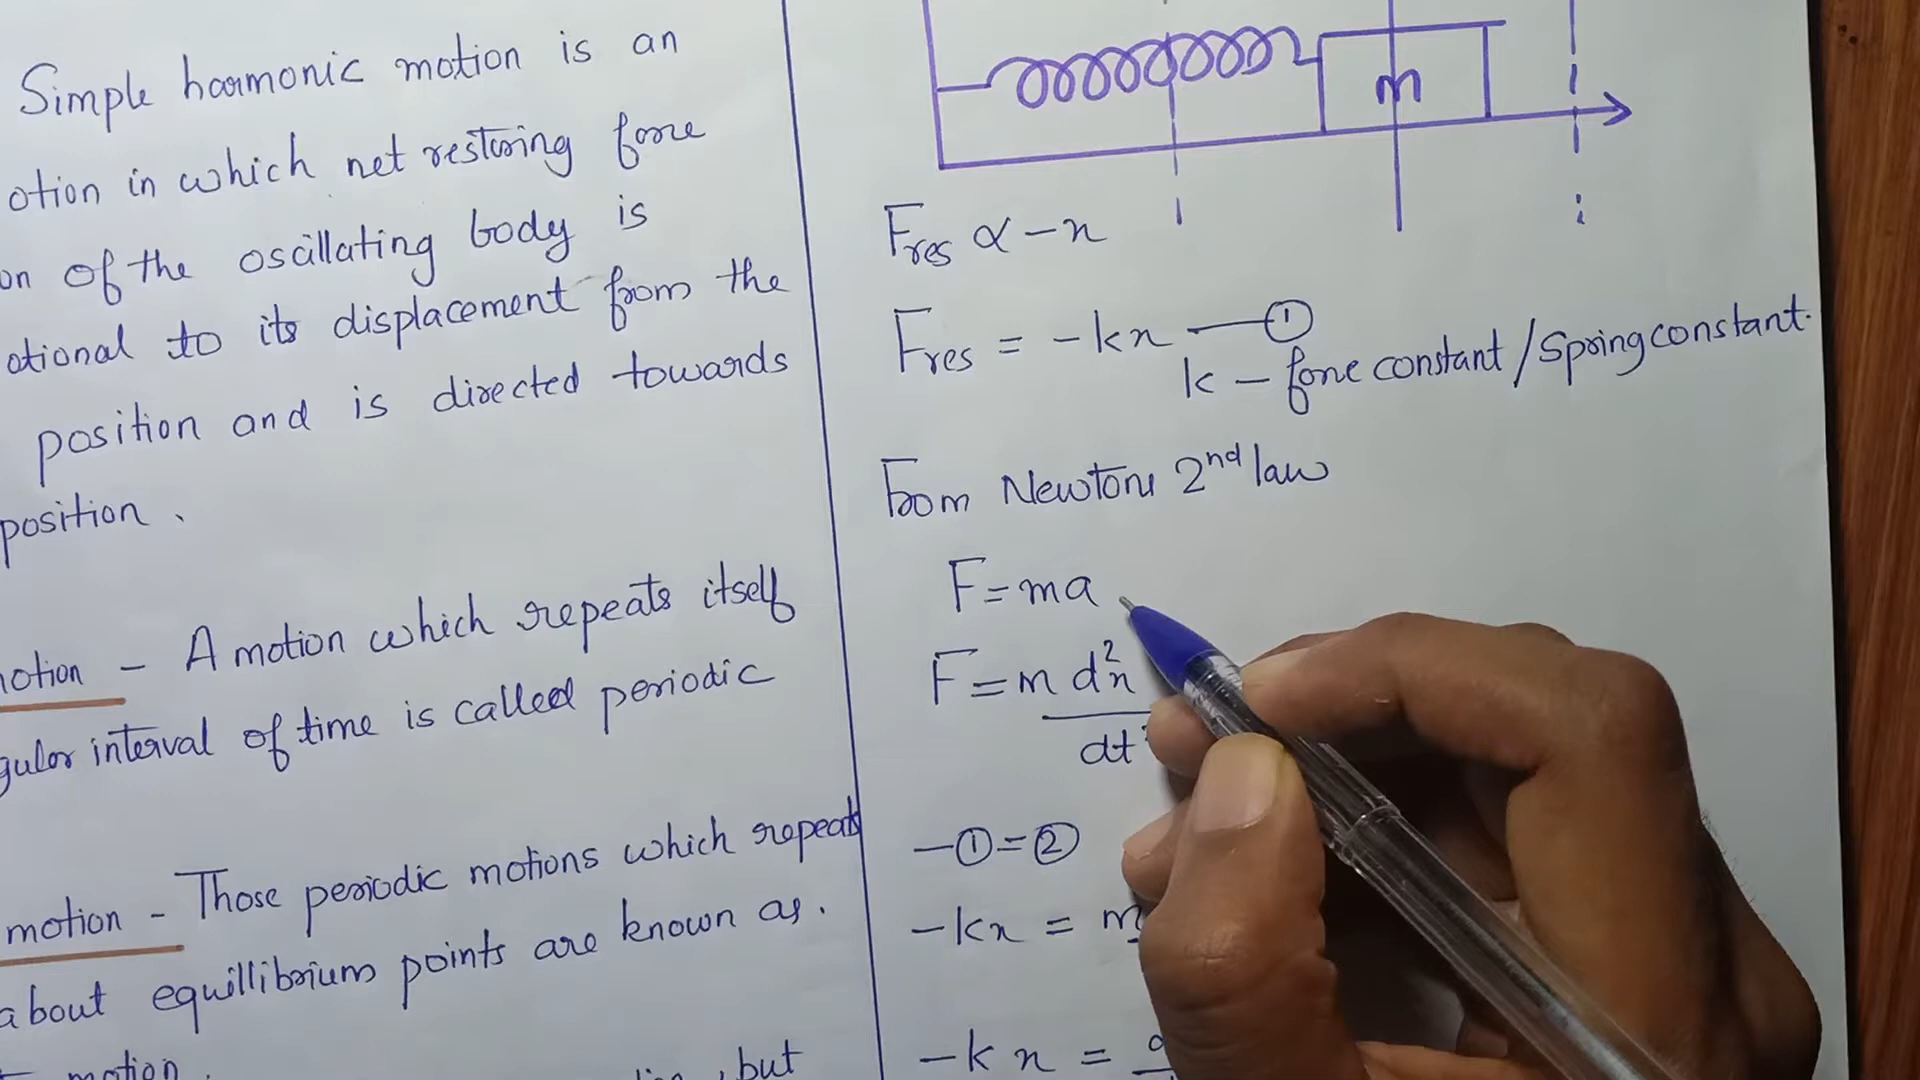 Simple harmonic motion is an
otion in which net restoring force
on of the oscillating body is
otional to its displacement from the
position and is directed towards
position.
otion - A motion which repeats itself
gular interval of time is called periodic
motion - Those periodic motions which repeats
about equillibrium points are known as.
motion.
, but
m
Fres α -x
Fres = -kx — ①
k - force constant / Spring constant.
From Newtons 2nd law
F = ma
F = m d²x
dt
- ① = ②
-kx = m
-k x = d